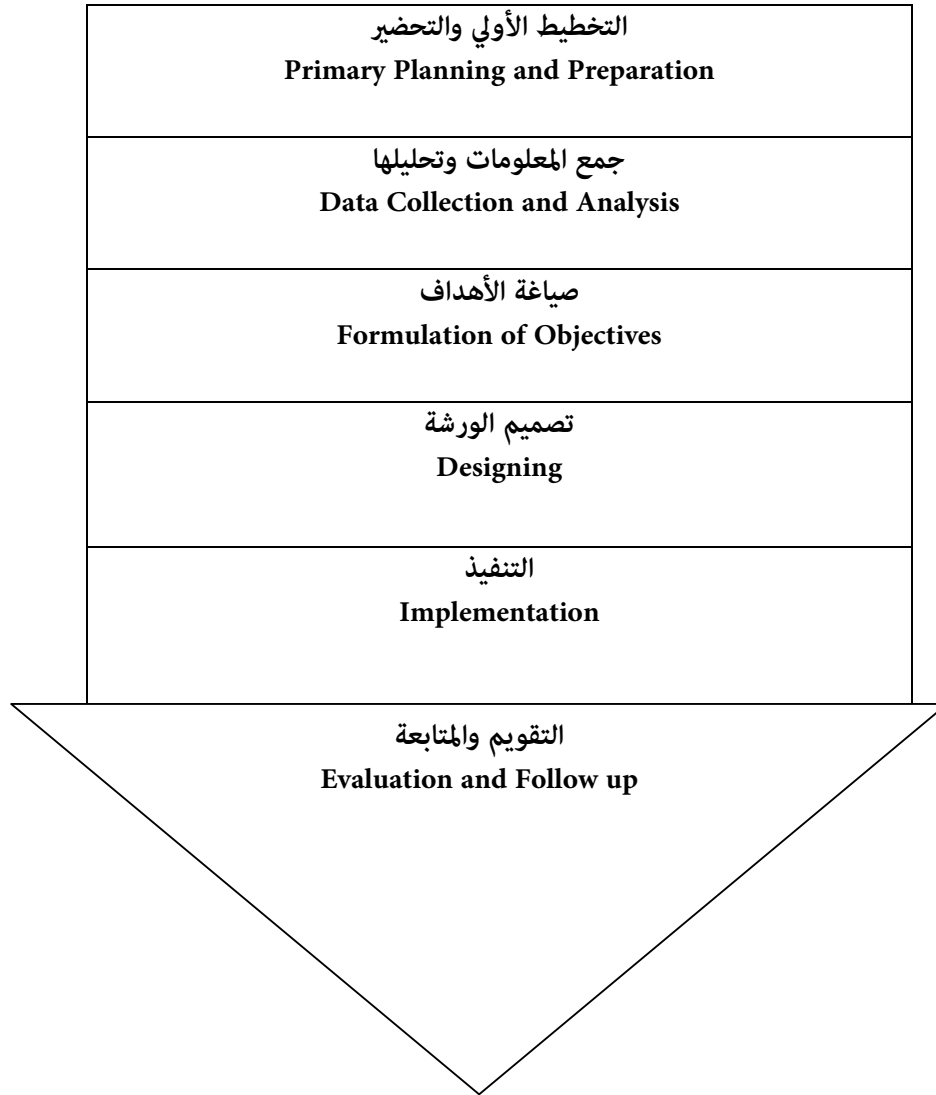 التخطيط الأولي والتحضير
Primary Planning and Preparation
جمع المعلومات وتحليلها
Data Collection and Analysis
صياغة الأهداف
Formulation of Objectives
تصميم الورشة
Designing
التنفيذ
Implementation
التقويم والمتابعة
Evaluation and Follow up